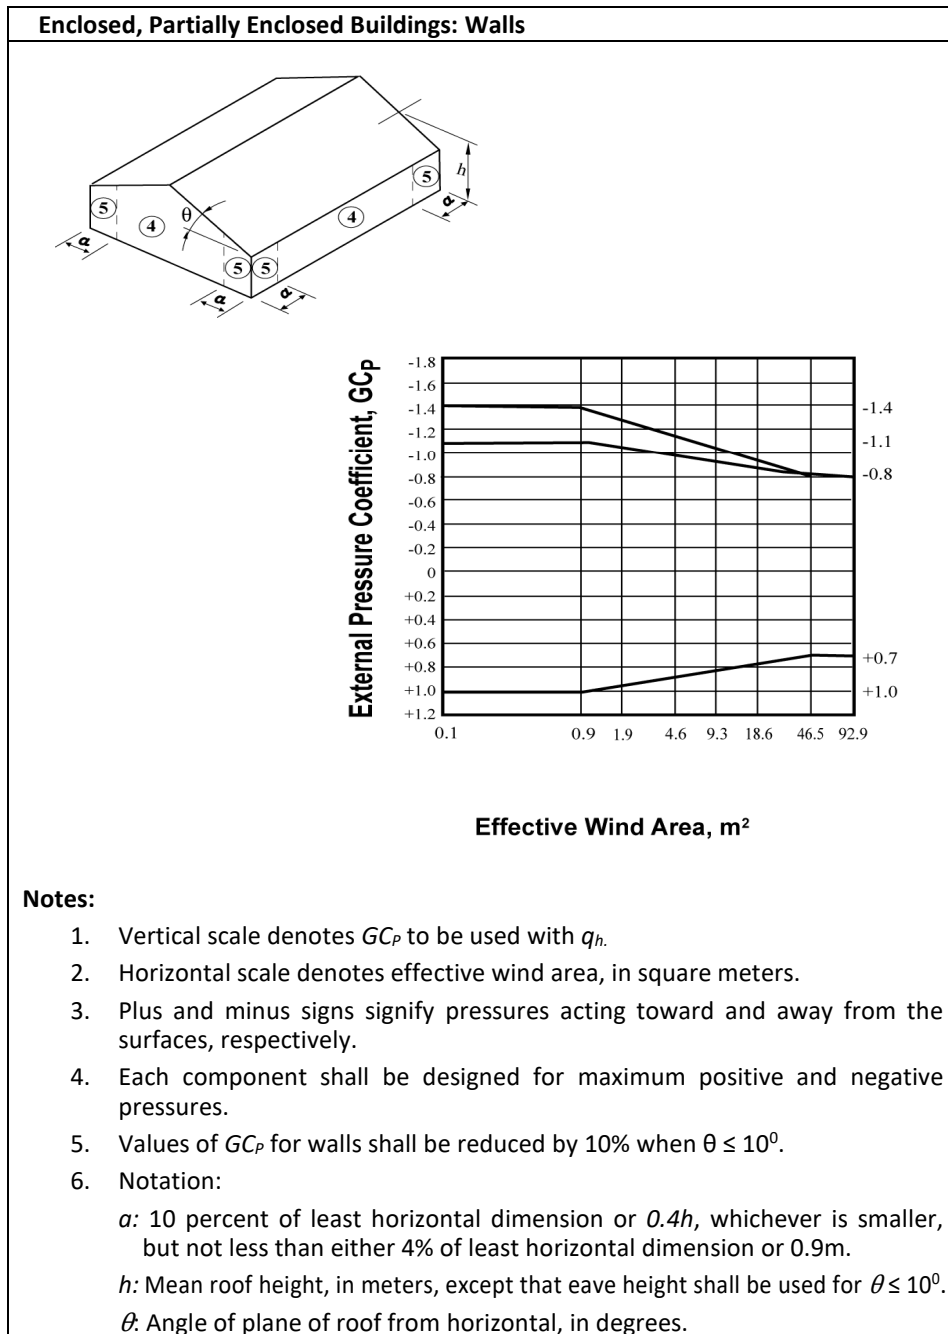 Enclosed, Partially Enclosed Buildings: Walls
h
5
a
4
5
θ
4
a
5
5
a
a
External Pressure Coefficient, GCP
-1.8
-1.6
-1.4
-1.2
-1.0
-0.8
-0.6
-0.4
-0.2
0
+0.2
+0.4
+0.6
+0.8
+1.0
+1.2
-1.4
-1.1
-0.8
+0.7
+1.0
0.1 0.9 1.9 4.6 9.3 18.6 46.5 92.9
Effective Wind Area, m²
Notes:
1. Vertical scale denotes GCP to be used with qh.
2. Horizontal scale denotes effective wind area, in square meters.
3. Plus and minus signs signify pressures acting toward and away from the
surfaces, respectively.
4. Each component shall be designed for maximum positive and negative
pressures.
5. Values of GCP for walls shall be reduced by 10% when θ ≤ 10⁰.
6. Notation:
a: 10 percent of least horizontal dimension or 0.4h, whichever is smaller,
but not less than either 4% of least horizontal dimension or 0.9m.
h: Mean roof height, in meters, except that eave height shall be used for θ ≤ 10⁰.
θ: Angle of plane of roof from horizontal, in degrees.